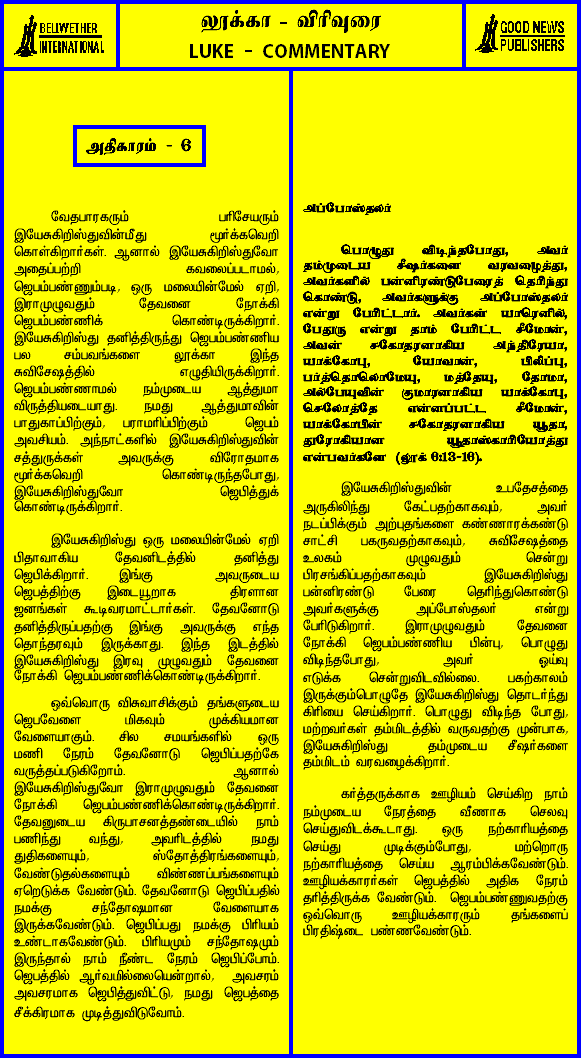 BELWETHER
INTERNATIONAL
லூக்கா - விரிவுரை
LUKE - COMMENTARY
GOOD NEWS
PUBLISHERS
அதிகாரம் - 6
வேதபாரகரும் பரிசேயரும்
இயேசுகிறிஸ்துவின்மீது மூர்க்கவெறி
கொள்கிறார்கள். ஆனால் இயேசுகிறிஸ்துவோ
அதைப்பற்றி கவலைப்படாமல்,
ஜெபம்பண்ணும்படி, ஒரு மலையின்மேல் ஏறி,
இராமுழுவதும் தேவனை நோக்கி
ஜெபம்பண்ணிக் கொண்டிருக்கிறார்.
இயேசுகிறிஸ்து தனித்திருந்து ஜெபம்பண்ணிய
பல சம்பவங்களை லூக்கா இந்த
சுவிசேஷத்தில் எழுதியிருக்கிறார்.
ஜெபம்பண்ணாமல் நம்முடைய ஆத்துமா
விருத்தியடையாது. நமது ஆத்துமாவின்
பாதுகாப்பிற்கும், பராமரிப்பிற்கும் ஜெபம்
அவசியம். அந்நாட்களில் இயேசுகிறிஸ்துவின்
சத்துருக்கள் அவருக்கு விரோதமாக
மூர்க்கவெறி கொண்டிருந்தபோது,
இயேசுகிறிஸ்துவோ ஜெபித்துக்
கொண்டிருக்கிறார்.
இயேசுகிறிஸ்து ஒரு மலையின்மேல் ஏறி
பிதாவாகிய தேவனிடத்தில் தனித்து
ஜெபிக்கிறார். இங்கு அவருடைய
ஜெபத்திற்கு இடையூறாக திரளான
ஜனங்கள் கூடிவரமாட்டார்கள். தேவனோடு
தனித்திருப்பதற்கு இங்கு அவருக்கு எந்த
தொந்தரவும் இருக்காது. இந்த இடத்தில்
இயேசுகிறிஸ்து இரவு முழுவதும் தேவனை
நோக்கி ஜெபம்பண்ணிக்கொண்டிருக்கிறார்.
ஒவ்வொரு விசுவாசிக்கும் தங்களுடைய
ஜெபவேளை மிகவும் முக்கியமான
வேளையாகும். சில சமயங்களில் ஒரு
மணி நேரம் தேவனோடு ஜெபிப்பதற்கே
வருத்தப்படுகிறோம். ஆனால்
இயேசுகிறிஸ்துவோ இராமுழுவதும் தேவனை
நோக்கி ஜெபம்பண்ணிக்கொண்டிருக்கிறார்.
தேவனுடைய கிருபாசனத்தண்டையில் நாம்
பணிந்து வந்து, அவரிடத்தில் நமது
துதிகளையும், ஸ்தோத்திரங்களையும்,
வேண்டுதல்களையும் விண்ணப்பங்களையும்
ஏறெடுக்க வேண்டும். தேவனோடு ஜெபிப்பதில்
நமக்கு சந்தோஷமான வேளையாக
இருக்கவேண்டும். ஜெபிப்பது நமக்கு பிரியம்
உண்டாகவேண்டும். பிரியமும் சந்தோஷமும்
இருந்தால் நாம் நீண்ட நேரம் ஜெபிப்போம்.
ஜெபத்தில் ஆர்வமில்லையென்றால், அவசரம்
அவசரமாக ஜெபித்துவிட்டு, நமது ஜெபத்தை
சீக்கிரமாக முடித்துவிடுவோம்.
அப்போஸ்தலர்
பொழுது விடிந்தபோது, அவர்
தம்முடைய சீஷர்களை வரவழைத்து,
அவர்களில் பன்னிரண்டுபேரைத் தெரிந்து
கொண்டு, அவர்களுக்கு அப்போஸ்தலர்
என்று பேரிட்டார். அவர்கள் யாரெனில்,
பேதுரு என்று தாம் பேரிட்ட சீமோன்,
அவன் சகோதரனாகிய அந்திரேயா,
யாக்கோபு, யோவான், பிலிப்பு,
பர்த்தொலொமேயு, மத்தேயு, தோமா,
அல்பேயுவின் குமாரனாகிய யாக்கோபு,
செலோத்தே என்னப்பட்ட சீமோன்,
யாக்கோபின் சகோதரனாகிய யூதா,
துரோகியான யூதாஸ்காரியோத்து
என்பவர்களே (லூக் 6:13-16).
இயேசுகிறிஸ்துவின் உபதேசத்தை
அருகிலிந்து கேட்பதற்காகவும், அவர்
நடப்பிக்கும் அற்புதங்களை கண்ணாரக்கண்டு
சாட்சி பகருவதற்காகவும், சுவிசேஷத்தை
உலகம் முழுவதும் சென்று
பிரசங்கிப்பதற்காகவும் இயேசுகிறிஸ்து
பன்னிரண்டு பேரை தெரிந்துகொண்டு
அவர்களுக்கு அப்போஸ்தலர் என்று
பேரிடுகிறார். இராமுழுவதும் தேவனை
நோக்கி ஜெபம்பண்ணிய பின்பு, பொழுது
விடிந்தபோது, அவர் ஓய்வு
எடுக்க சென்றுவிடவில்லை. பகற்காலம்
இருக்கும்பொழுதே இயேசுகிறிஸ்து தொடர்ந்து
கிரியை செய்கிறார். பொழுது விடிந்த போது,
மற்றவர்கள் தம்மிடத்தில் வருவதற்கு முன்பாக,
இயேசுகிறிஸ்து தம்முடைய சீஷர்களை
தம்மிடம் வரவழைக்கிறார்.
கர்த்தருக்காக ஊழியம் செய்கிற நாம்
நம்முடைய நேரத்தை வீணாக செலவு
செய்துவிடக்கூடாது. ஒரு நற்காரியத்தை
செய்து முடிக்கும்போது, மற்றொரு
நற்காரியத்தை செய்ய ஆரம்பிக்கவேண்டும்.
ஊழியக்காரர்கள் ஜெபத்தில் அதிக நேரம்
தரித்திருக்க வேண்டும். ஜெபம்பண்ணுவதற்கு
ஒவ்வொரு ஊழியக்காரரும் தங்களைப்
பிரதிஷ்டை பண்ணவேண்டும்.